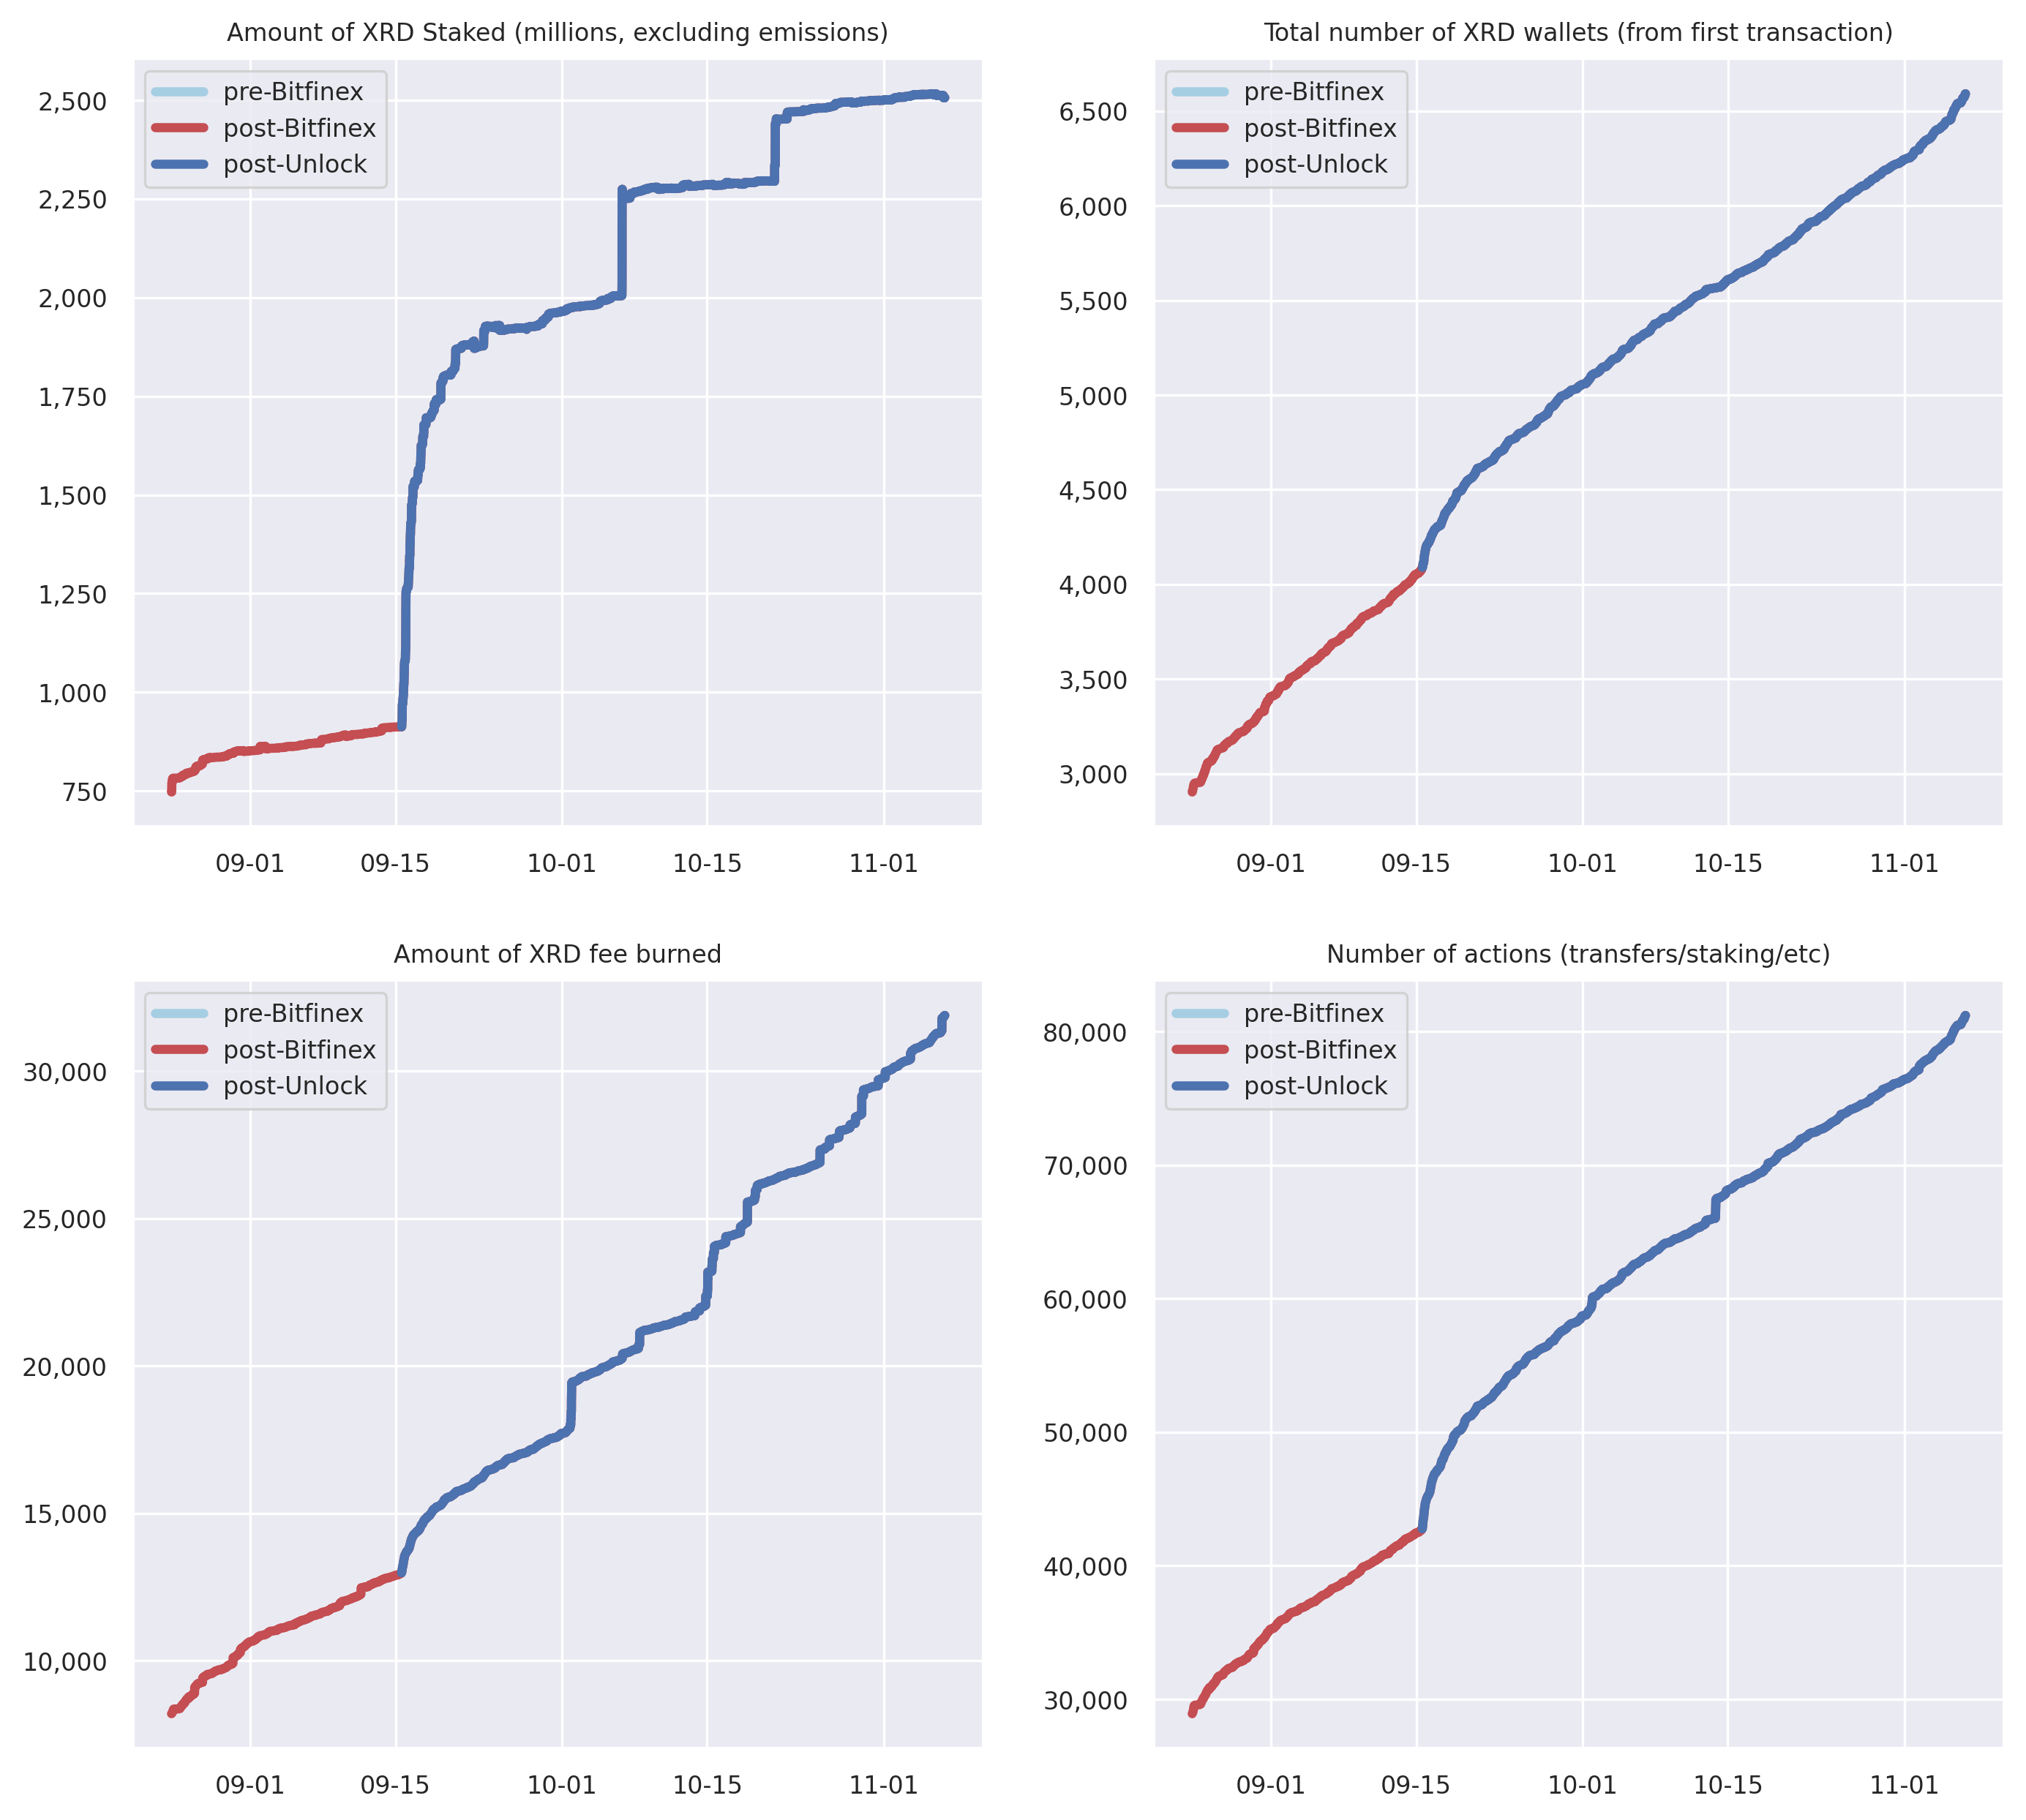 Amount of XRD Staked (millions, excluding emissions)
pre-Bitfinex
post-Bitfinex
post-Unlock
2,500
2,250
2,000
1,750
1,500
1,250
1,000
750
09-01 09-15 10-01 10-15 11-01
Total number of XRD wallets (from first transaction)
pre-Bitfinex
post-Bitfinex
post-Unlock
6,500
6,000
5,500
5,000
4,500
4,000
3,500
3,000
09-01 09-15 10-01 10-15 11-01
Amount of XRD fee burned
pre-Bitfinex
post-Bitfinex
post-Unlock
30,000
25,000
20,000
15,000
10,000
09-01 09-15 10-01 10-15 11-01
Number of actions (transfers/staking/etc)
pre-Bitfinex
post-Bitfinex
post-Unlock
80,000
70,000
60,000
50,000
40,000
30,000
09-01 09-15 10-01 10-15 11-01